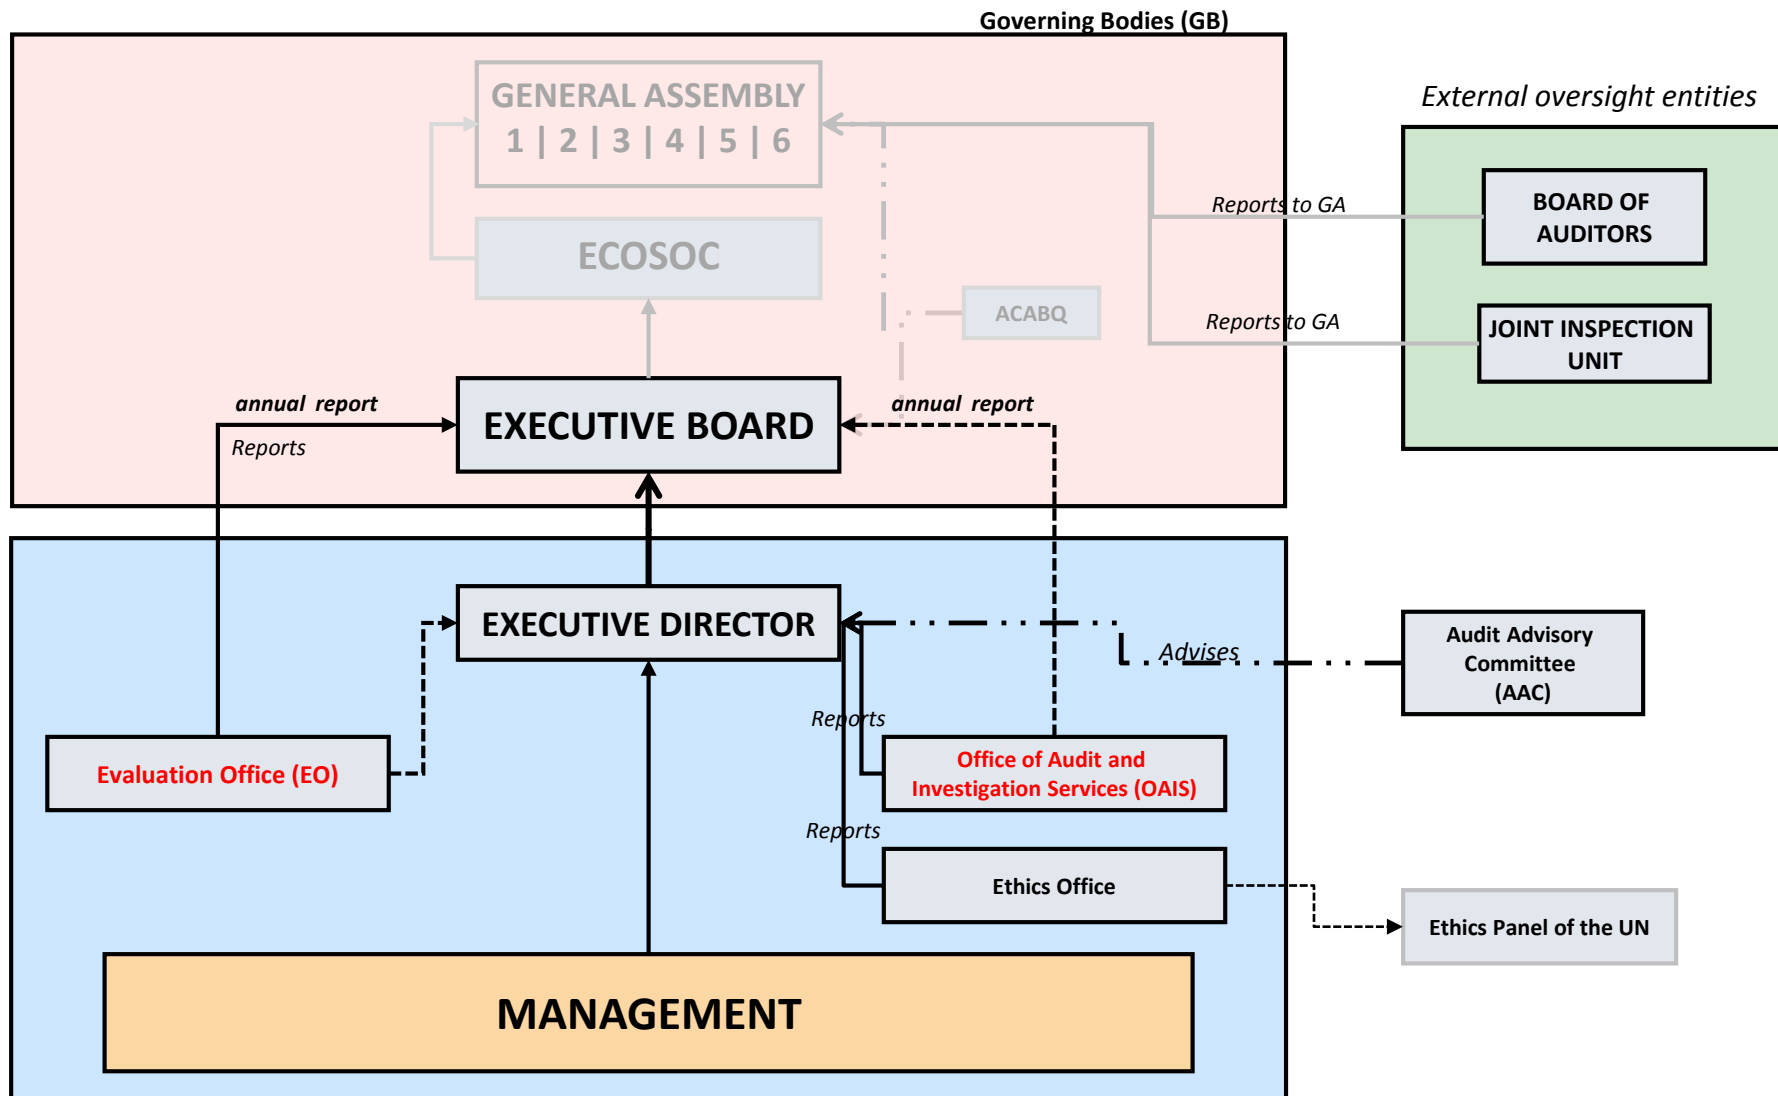 Governing Bodies (GB)
GENERAL ASSEMBLY
1 | 2 | 3 | 4 | 5 | 6
External oversight entities
BOARD OF
AUDITORS
Reports to GA
ECOSOC
ACABQ
Reports to GA
JOINT INSPECTION
UNIT
annual report
Reports
EXECUTIVE BOARD
annual report
EXECUTIVE DIRECTOR
Advises
Audit Advisory
Committee
(AAC)
Reports
Evaluation Office (EO)
Office of Audit and
Investigation Services (OAIS)
Reports
Ethics Office
Ethics Panel of the UN
MANAGEMENT